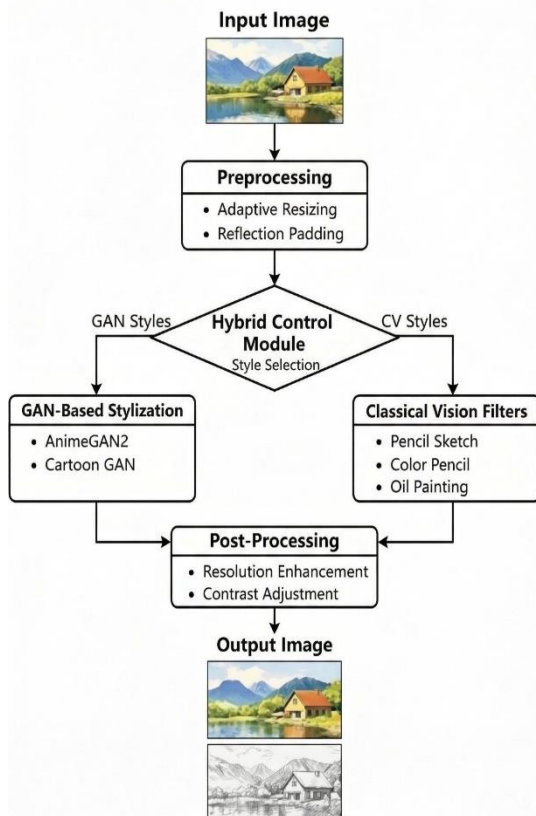 Input Image
Preprocessing
• Adaptive Resizing
• Reflection Padding
GAN Styles
Hybrid Control
Module
Style Selection
CV Styles
GAN-Based Stylization
• AnimeGAN2
• Cartoon GAN
Classical Vision Filters
• Pencil Sketch
• Color Pencil
• Oil Painting
Post-Processing
• Resolution Enhancement
• Contrast Adjustment
Output Image